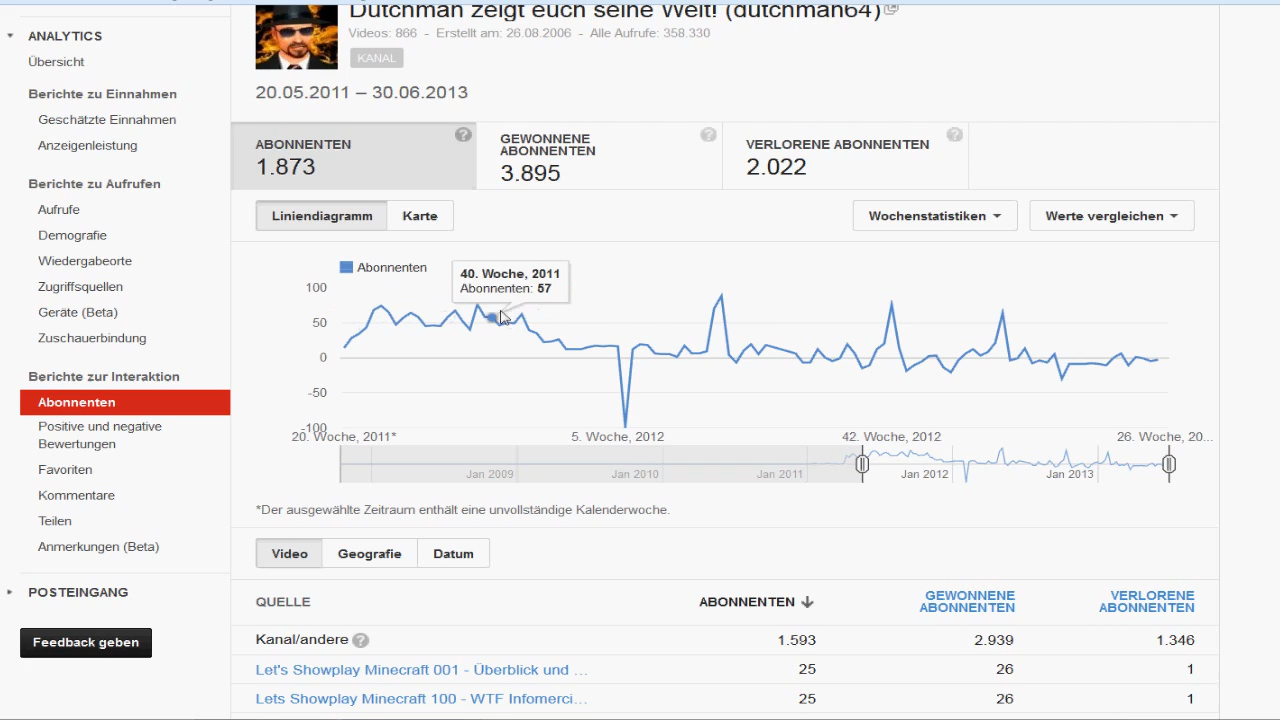 Dutchman zeigt euch seine Welt! (dutchman64)
Videos: 866 - Erstellt am: 26.08.2006 - Alle Aufrufe: 358.330
KANAL
20.05.2011 – 30.06.2013
ANALYTICS
Übersicht
Berichte zu Einnahmen
Geschätzte Einnahmen
Anzeigenleistung
Berichte zu Aufrufen
Aufrufe
Demografie
Wiedergabeorte
Zugriffsquellen
Geräte (Beta)
Zuschauerbindung
Berichte zur Interaktion
Abonnenten
Positive und negative
Bewertungen
Favoriten
Kommentare
Teilen
Anmerkungen (Beta)
POSTEINGANG
Feedback geben
ABONNENTEN ?
1.873
GEWONNENE ?
ABONNENTEN
3.895
VERLORENE ABONNENTEN ?
2.022
Liniendiagramm Karte Wochenstatistiken Werte vergleichen
Abonnenten
40. Woche, 2011
Abonnenten: 57
100
50
0
-50
-100
20. Woche, 2011* 5. Woche, 2012 42. Woche, 2012 26. Woche, 20...
Jan 2009 Jan 2010 Jan 2011 Jan 2012 Jan 2013
*Der ausgewählte Zeitraum enthält eine unvollständige Kalenderwoche.
Video Geografie Datum
QUELLE ABONNENTEN GEWONNENE ABONNENTEN VERLORENE ABONNENTEN
Kanal/andere ? 1.593 2.939 1.346
Let's Showplay Minecraft 001 - Überblick und ... 25 26 1
Lets Showplay Minecraft 100 - WTF Infomerci... 25 26 1